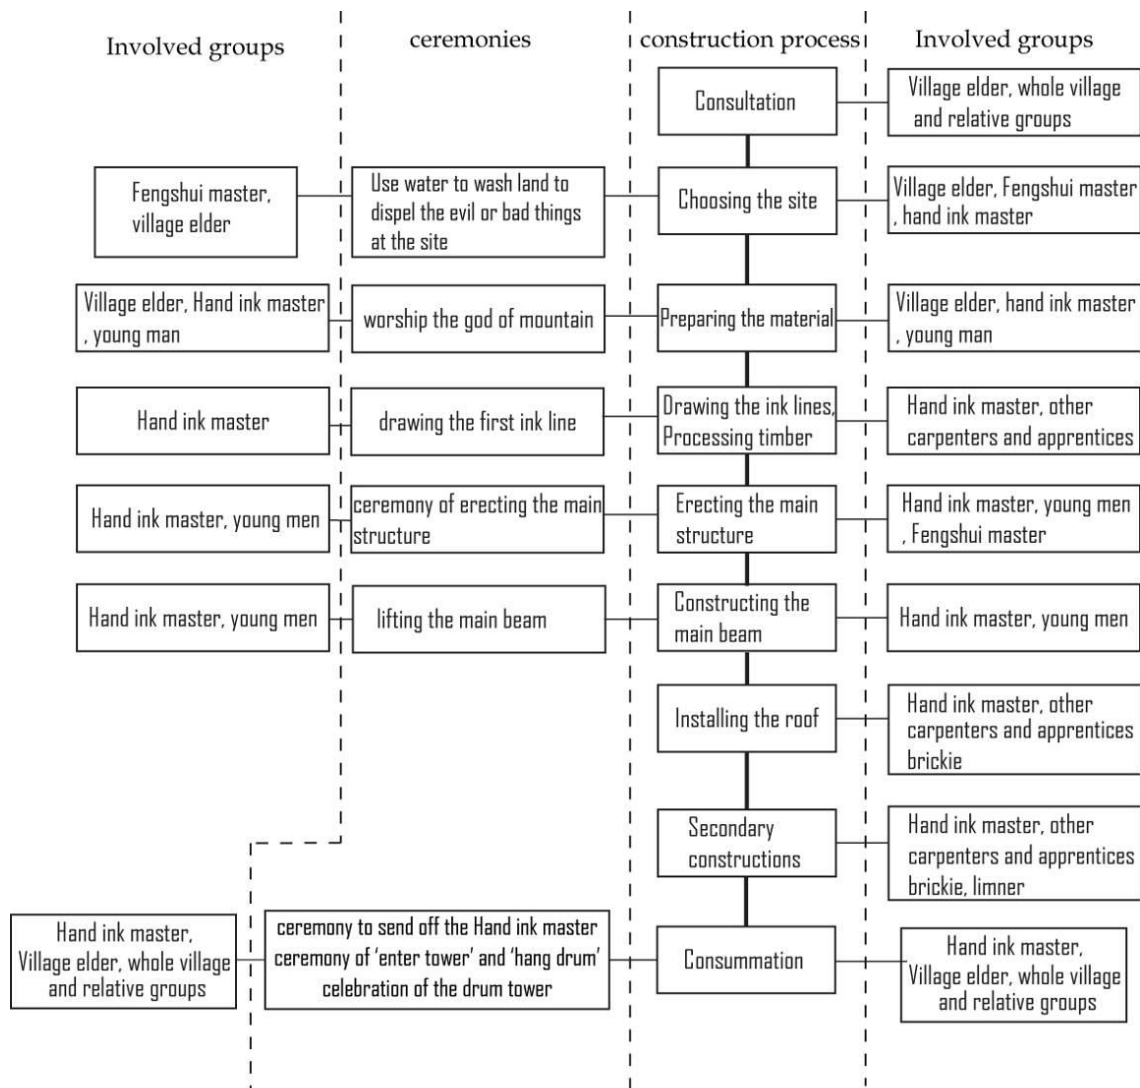 Involved groups
ceremonies
construction process
Involved groups
Consultation
Village elder, whole village
and relative groups
Fengshui master,
village elder
Use water to wash land to
dispel the evil or bad things
at the site
Choosing the site
Village elder, Fengshui master
, hand ink master
Village elder, Hand ink master
, young man
worship the god of mountain
Preparing the material
Village elder, hand ink master
, young man
Hand ink master
drawing the first ink line
Drawing the ink lines,
Processing timber
Hand ink master, other
carpenters and apprentices
Hand ink master, young men
ceremony of erecting the main
structure
Erecting the main
structure
Hand ink master, young men
, Fengshui master
Hand ink master, young men
lifting the main beam
Constructing the
main beam
Hand ink master, young men
Installing the roof
Hand ink master, other
carpenters and apprentices
brickie
Secondary
constructions
Hand ink master, other
carpenters and apprentices
brickie, limner
Hand ink master,
Village elder, whole village
and relative groups
ceremony to send off the Hand ink master
ceremony of ‘enter tower’ and ‘hang drum’
celebration of the drum tower
Consummation
Hand ink master,
Village elder, whole village
and relative groups